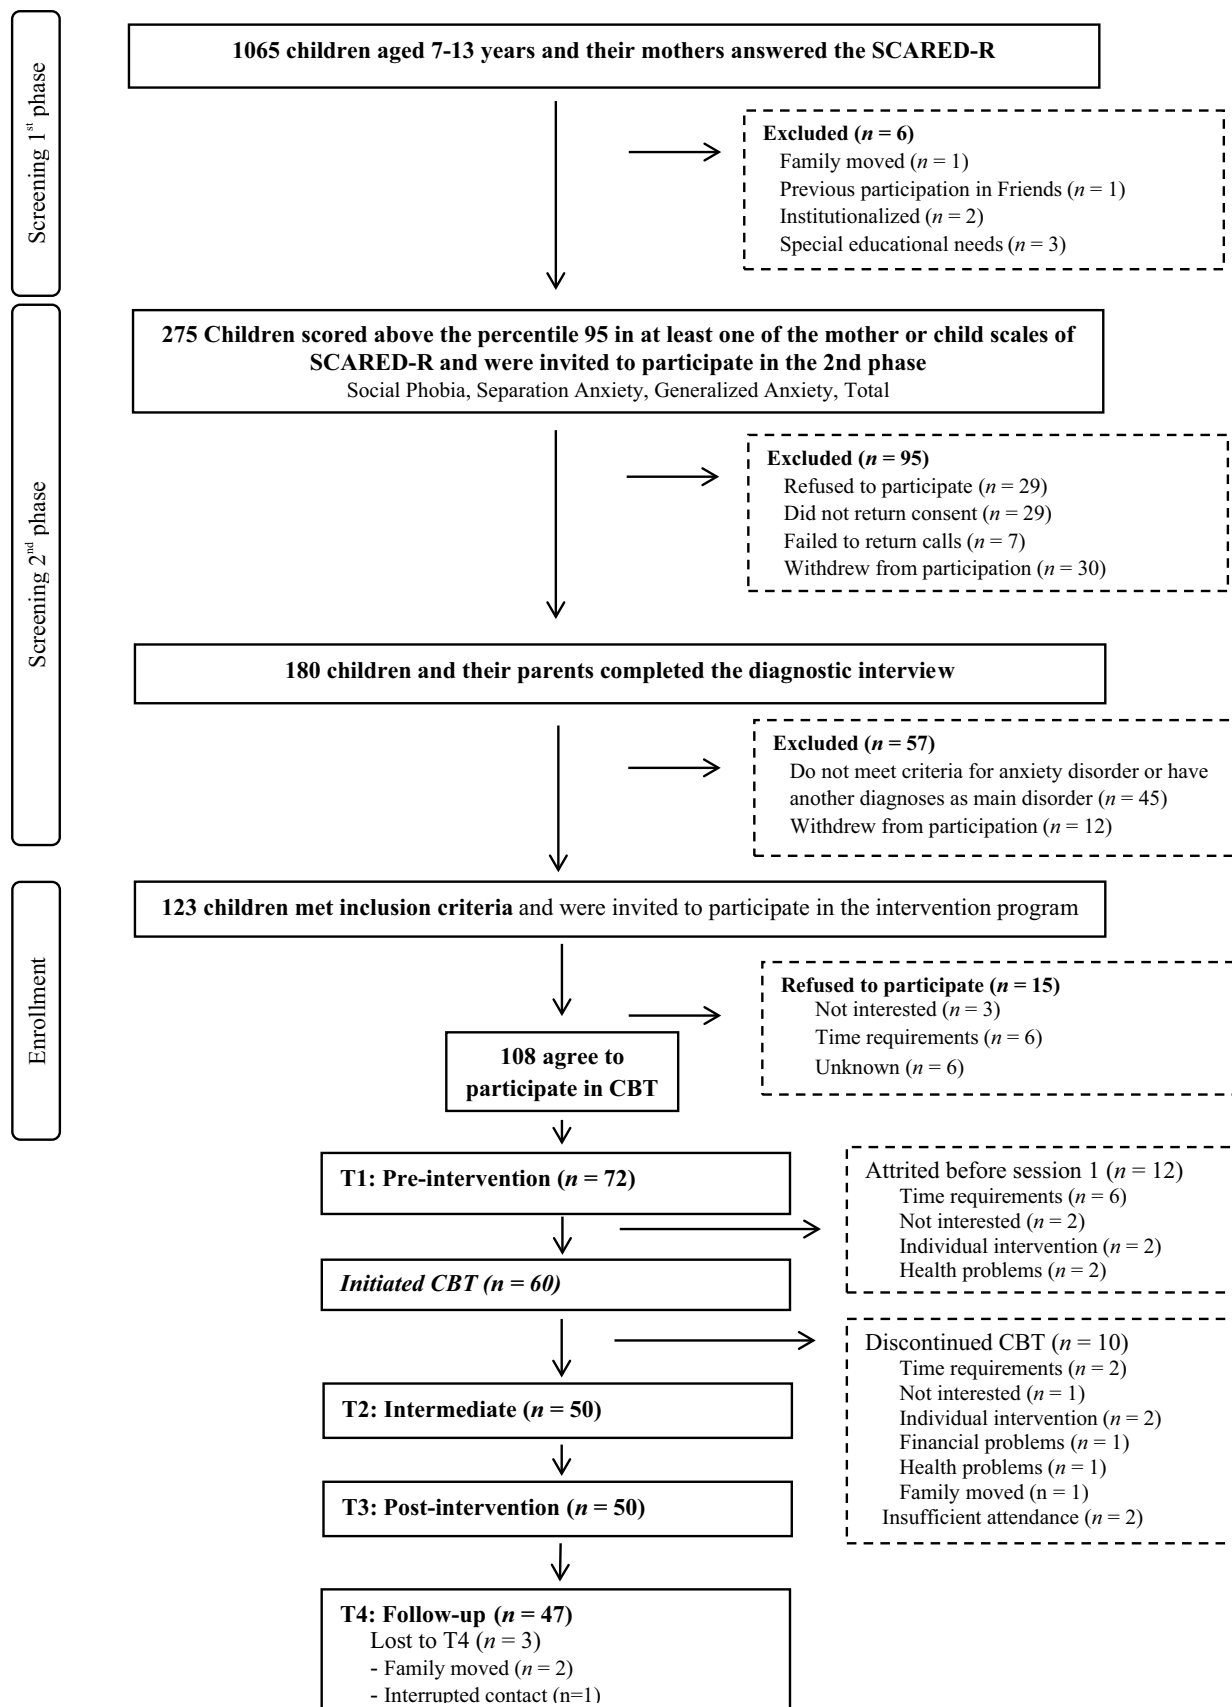 1065 children aged 7-13 years and their mothers answered the SCARED-R
Screening 1st phase
Excluded (n = 6)
Family moved (n = 1)
Previous participation in Friends (n = 1)
Institutionalized (n = 2)
Special educational needs (n = 3)
275 Children scored above the percentile 95 in at least one of the mother or child scales of
SCARED-R and were invited to participate in the 2nd phase
Social Phobia, Separation Anxiety, Generalized Anxiety, Total
Screening 2nd phase
Excluded (n = 95)
Refused to participate (n = 29)
Did not return consent (n = 29)
Failed to return calls (n = 7)
Withdrew from participation (n = 30)
180 children and their parents completed the diagnostic interview
Excluded (n = 57)
Do not meet criteria for anxiety disorder or have
another diagnoses as main disorder (n = 45)
Withdrew from participation (n = 12)
123 children met inclusion criteria and were invited to participate in the intervention program
Enrollment
Refused to participate (n = 15)
Not interested (n = 3)
Time requirements (n = 6)
Unknown (n = 6)
108 agree to
participate in CBT
T1: Pre-intervention (n = 72)
Attrited before session 1 (n = 12)
Time requirements (n = 6)
Not interested (n = 2)
Individual intervention (n = 2)
Health problems (n = 2)
Initiated CBT (n = 60)
Discontinued CBT (n = 10)
Time requirements (n = 2)
Not interested (n = 1)
Individual intervention (n = 2)
Financial problems (n = 1)
Health problems (n = 1)
Family moved (n = 1)
Insufficient attendance (n = 2)
T2: Intermediate (n = 50)
T3: Post-intervention (n = 50)
T4: Follow-up (n = 47)
Lost to T4 (n = 3)
- Family moved (n = 2)
- Interrupted contact (n=1)